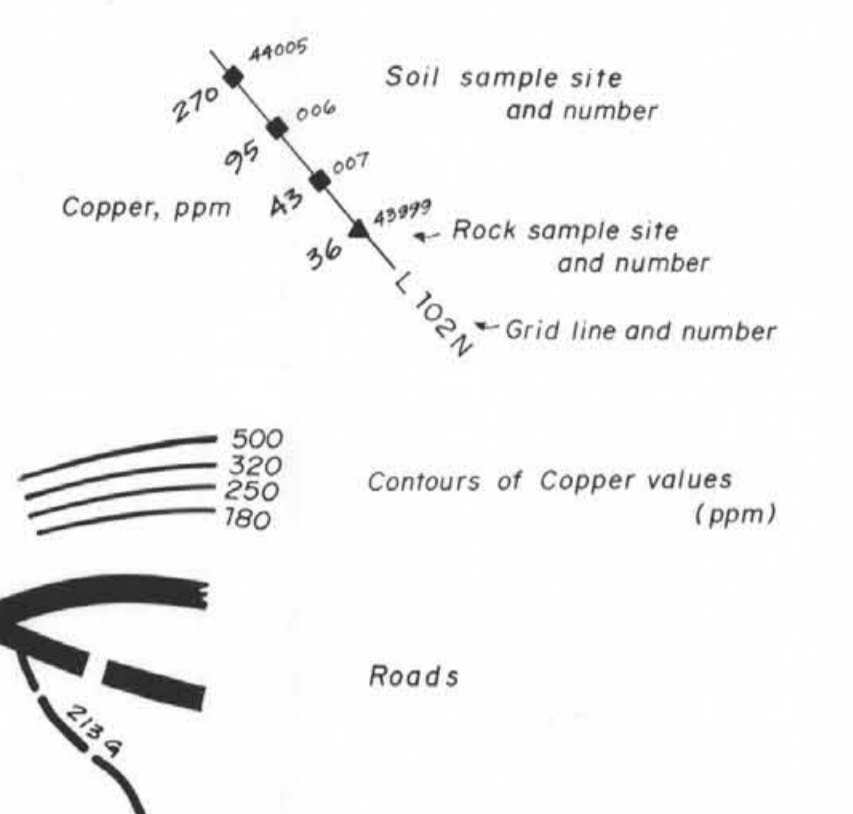 44005
270
Soil sample site
and number
006
95
007
43
Copper, ppm
43999
36
Rock sample site
and number
L 102 N
Grid line and number
500
320
250
180
Contours of Copper values
(ppm)
Roads
213 G